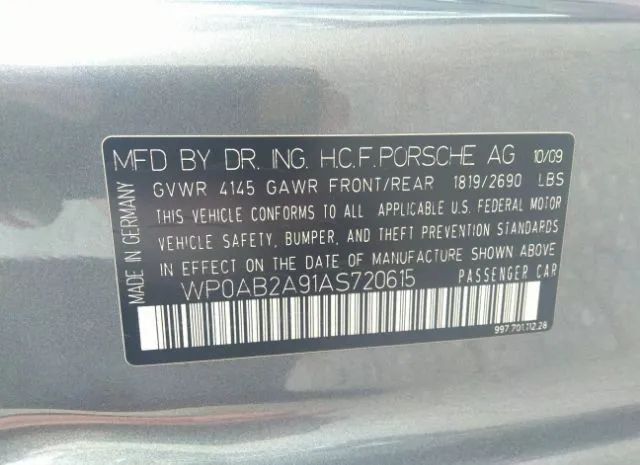 MFD BY DR. ING. H.C.F. PORSCHE AG 10/09
GVWR 4145 GAWR FRONT/REAR 1819/2690 LBS
THIS VEHICLE CONFORMS TO ALL APPLICABLE U.S. FEDERAL MOTOR
VEHICLE SAFETY, BUMPER, AND THEFT PREVENTION STANDARDS
IN EFFECT ON THE DATE OF MANUFACTURE SHOWN ABOVE
WP0AB2A91AS720615 PASSENGER CAR
997.701.112.28
MADE IN GERMANY